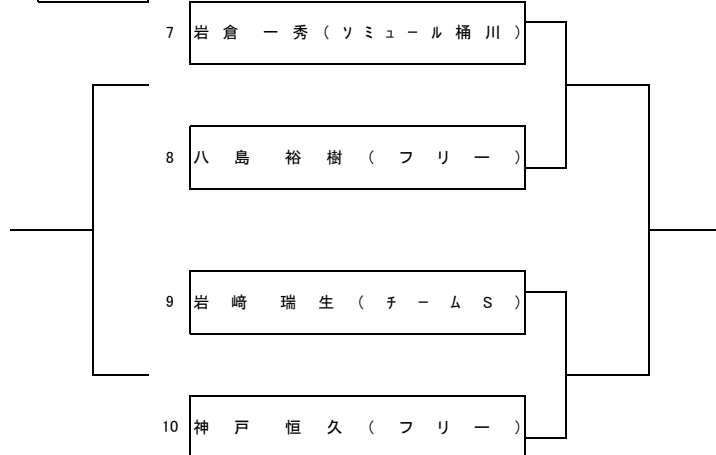 7 岩倉 一秀(ソミュール桶川)
8 八島 裕樹(フリー)
9 岩﨑 瑞生(チームS)
10 神戸 恒久(フリー)